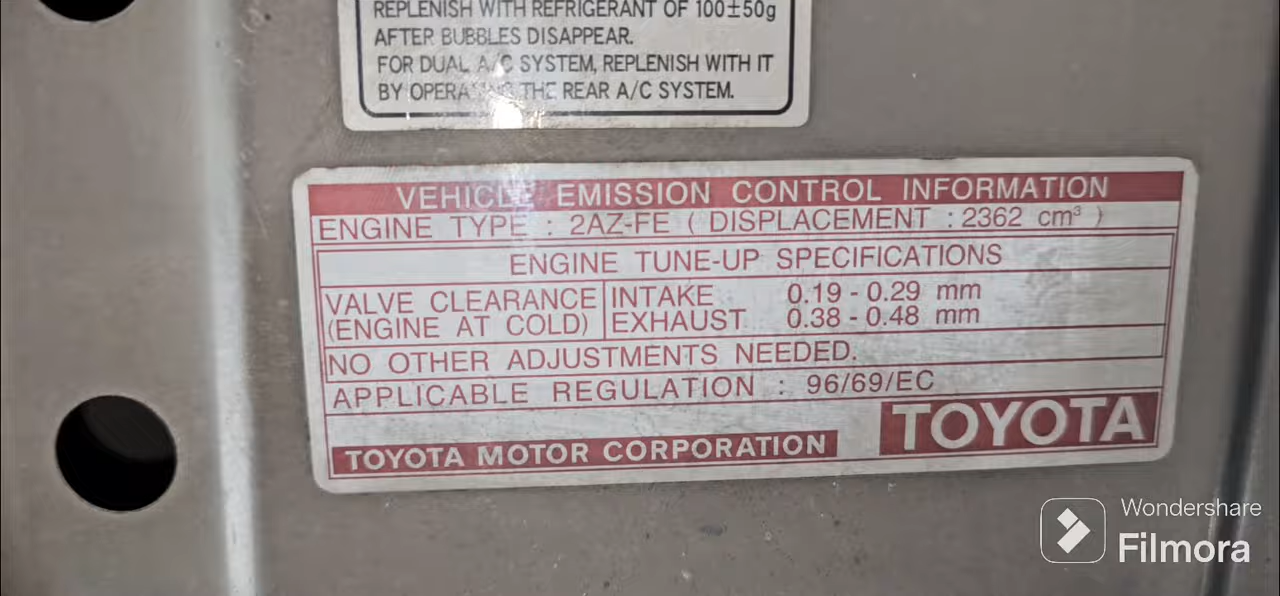 REPLENISH WITH REFRIGERANT OF 100±50g
AFTER BUBBLES DISAPPEAR.
FOR DUAL A/C SYSTEM, REPLENISH WITH IT
BY OPERATING THE REAR A/C SYSTEM.
VEHICLE EMISSION CONTROL INFORMATION
ENGINE TYPE : 2AZ-FE ( DISPLACEMENT : 2362 cm³ )
ENGINE TUNE-UP SPECIFICATIONS
VALVE CLEARANCE INTAKE 0.19 - 0.29 mm
(ENGINE AT COLD) EXHAUST 0.38 - 0.48 mm
NO OTHER ADJUSTMENTS NEEDED.
APPLICABLE REGULATION : 96/69/EC
TOYOTA MOTOR CORPORATION
TOYOTA
Wondershare
Filmora